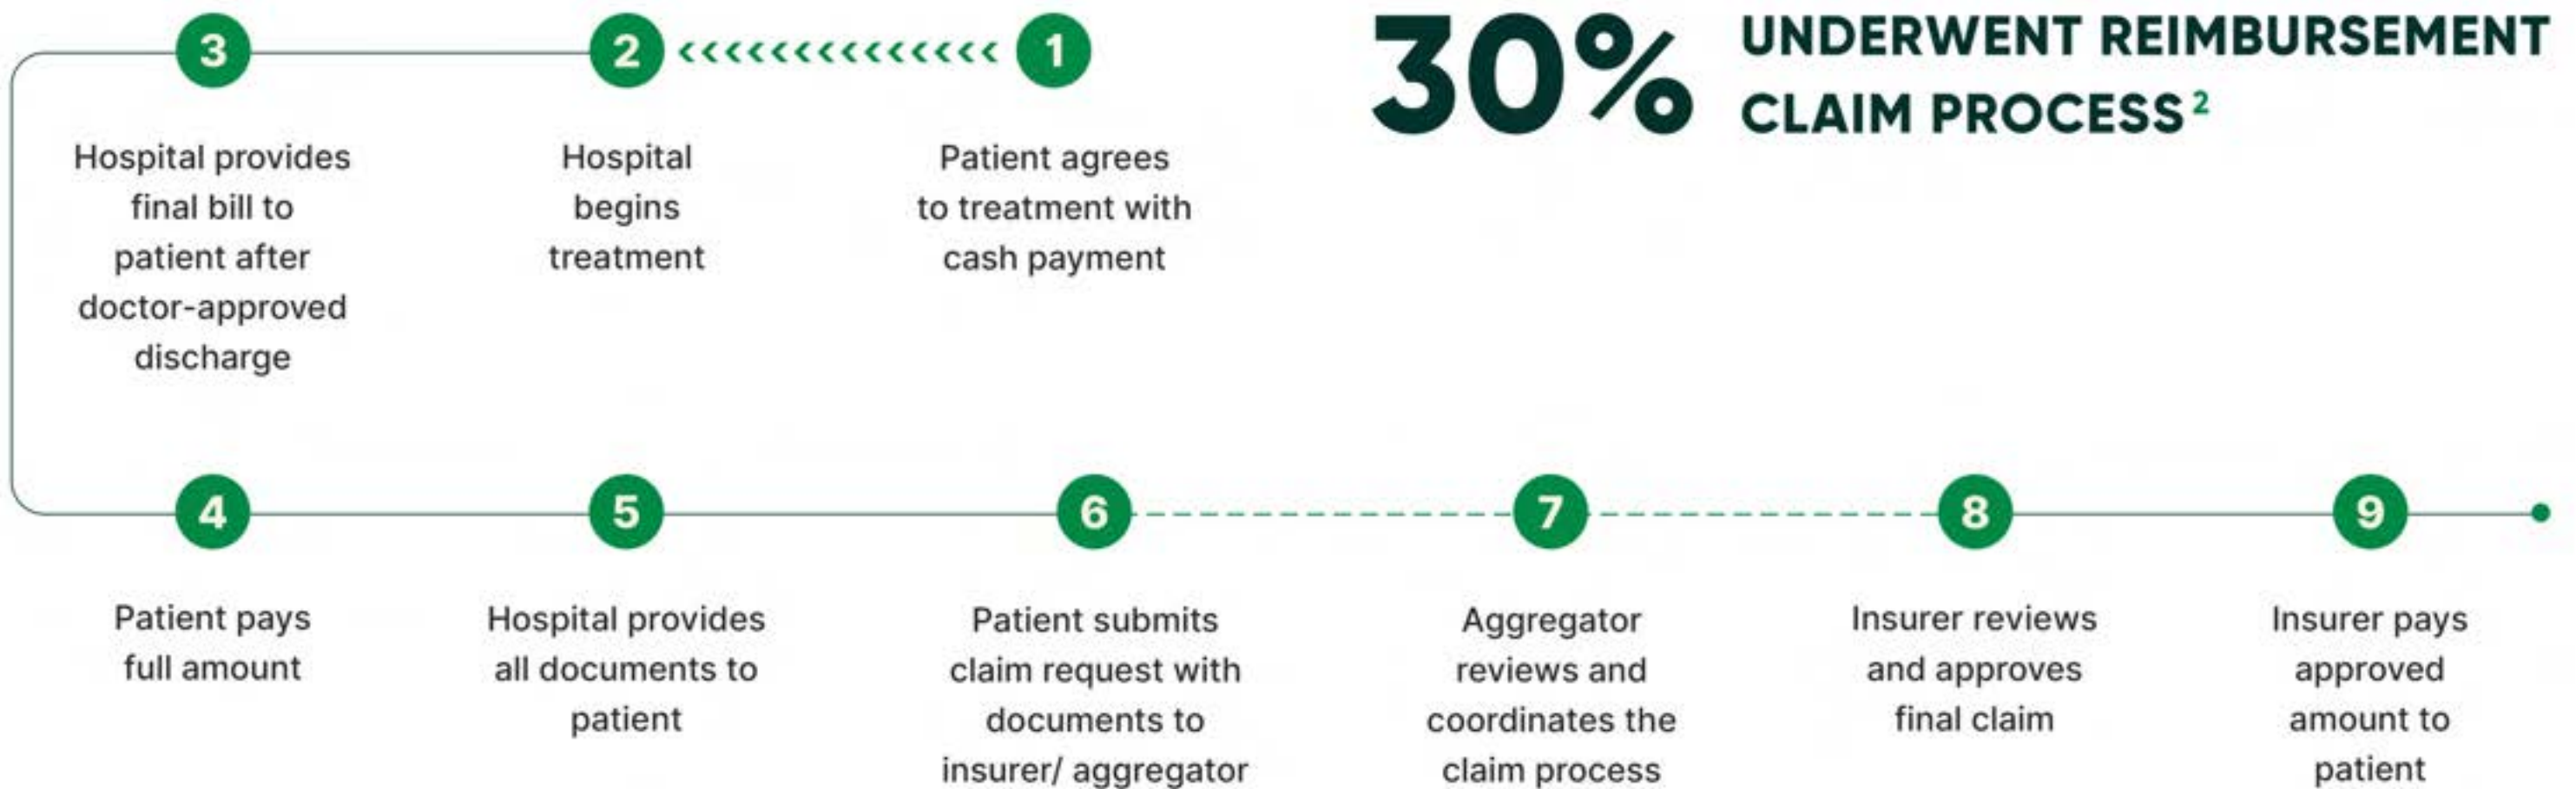 30%
UNDERWENT REIMBURSEMENT
CLAIM PROCESS 2
1
Patient agrees
to treatment with
cash payment
2
Hospital
begins
treatment
3
Hospital provides
final bill to
patient after
doctor-approved
discharge
4
Patient pays
full amount
5
Hospital provides
all documents to
patient
6
Patient submits
claim request with
documents to
insurer/ aggregator
7
Aggregator
reviews and
coordinates the
claim process
8
Insurer reviews
and approves
final claim
9
Insurer pays
approved
amount to
patient